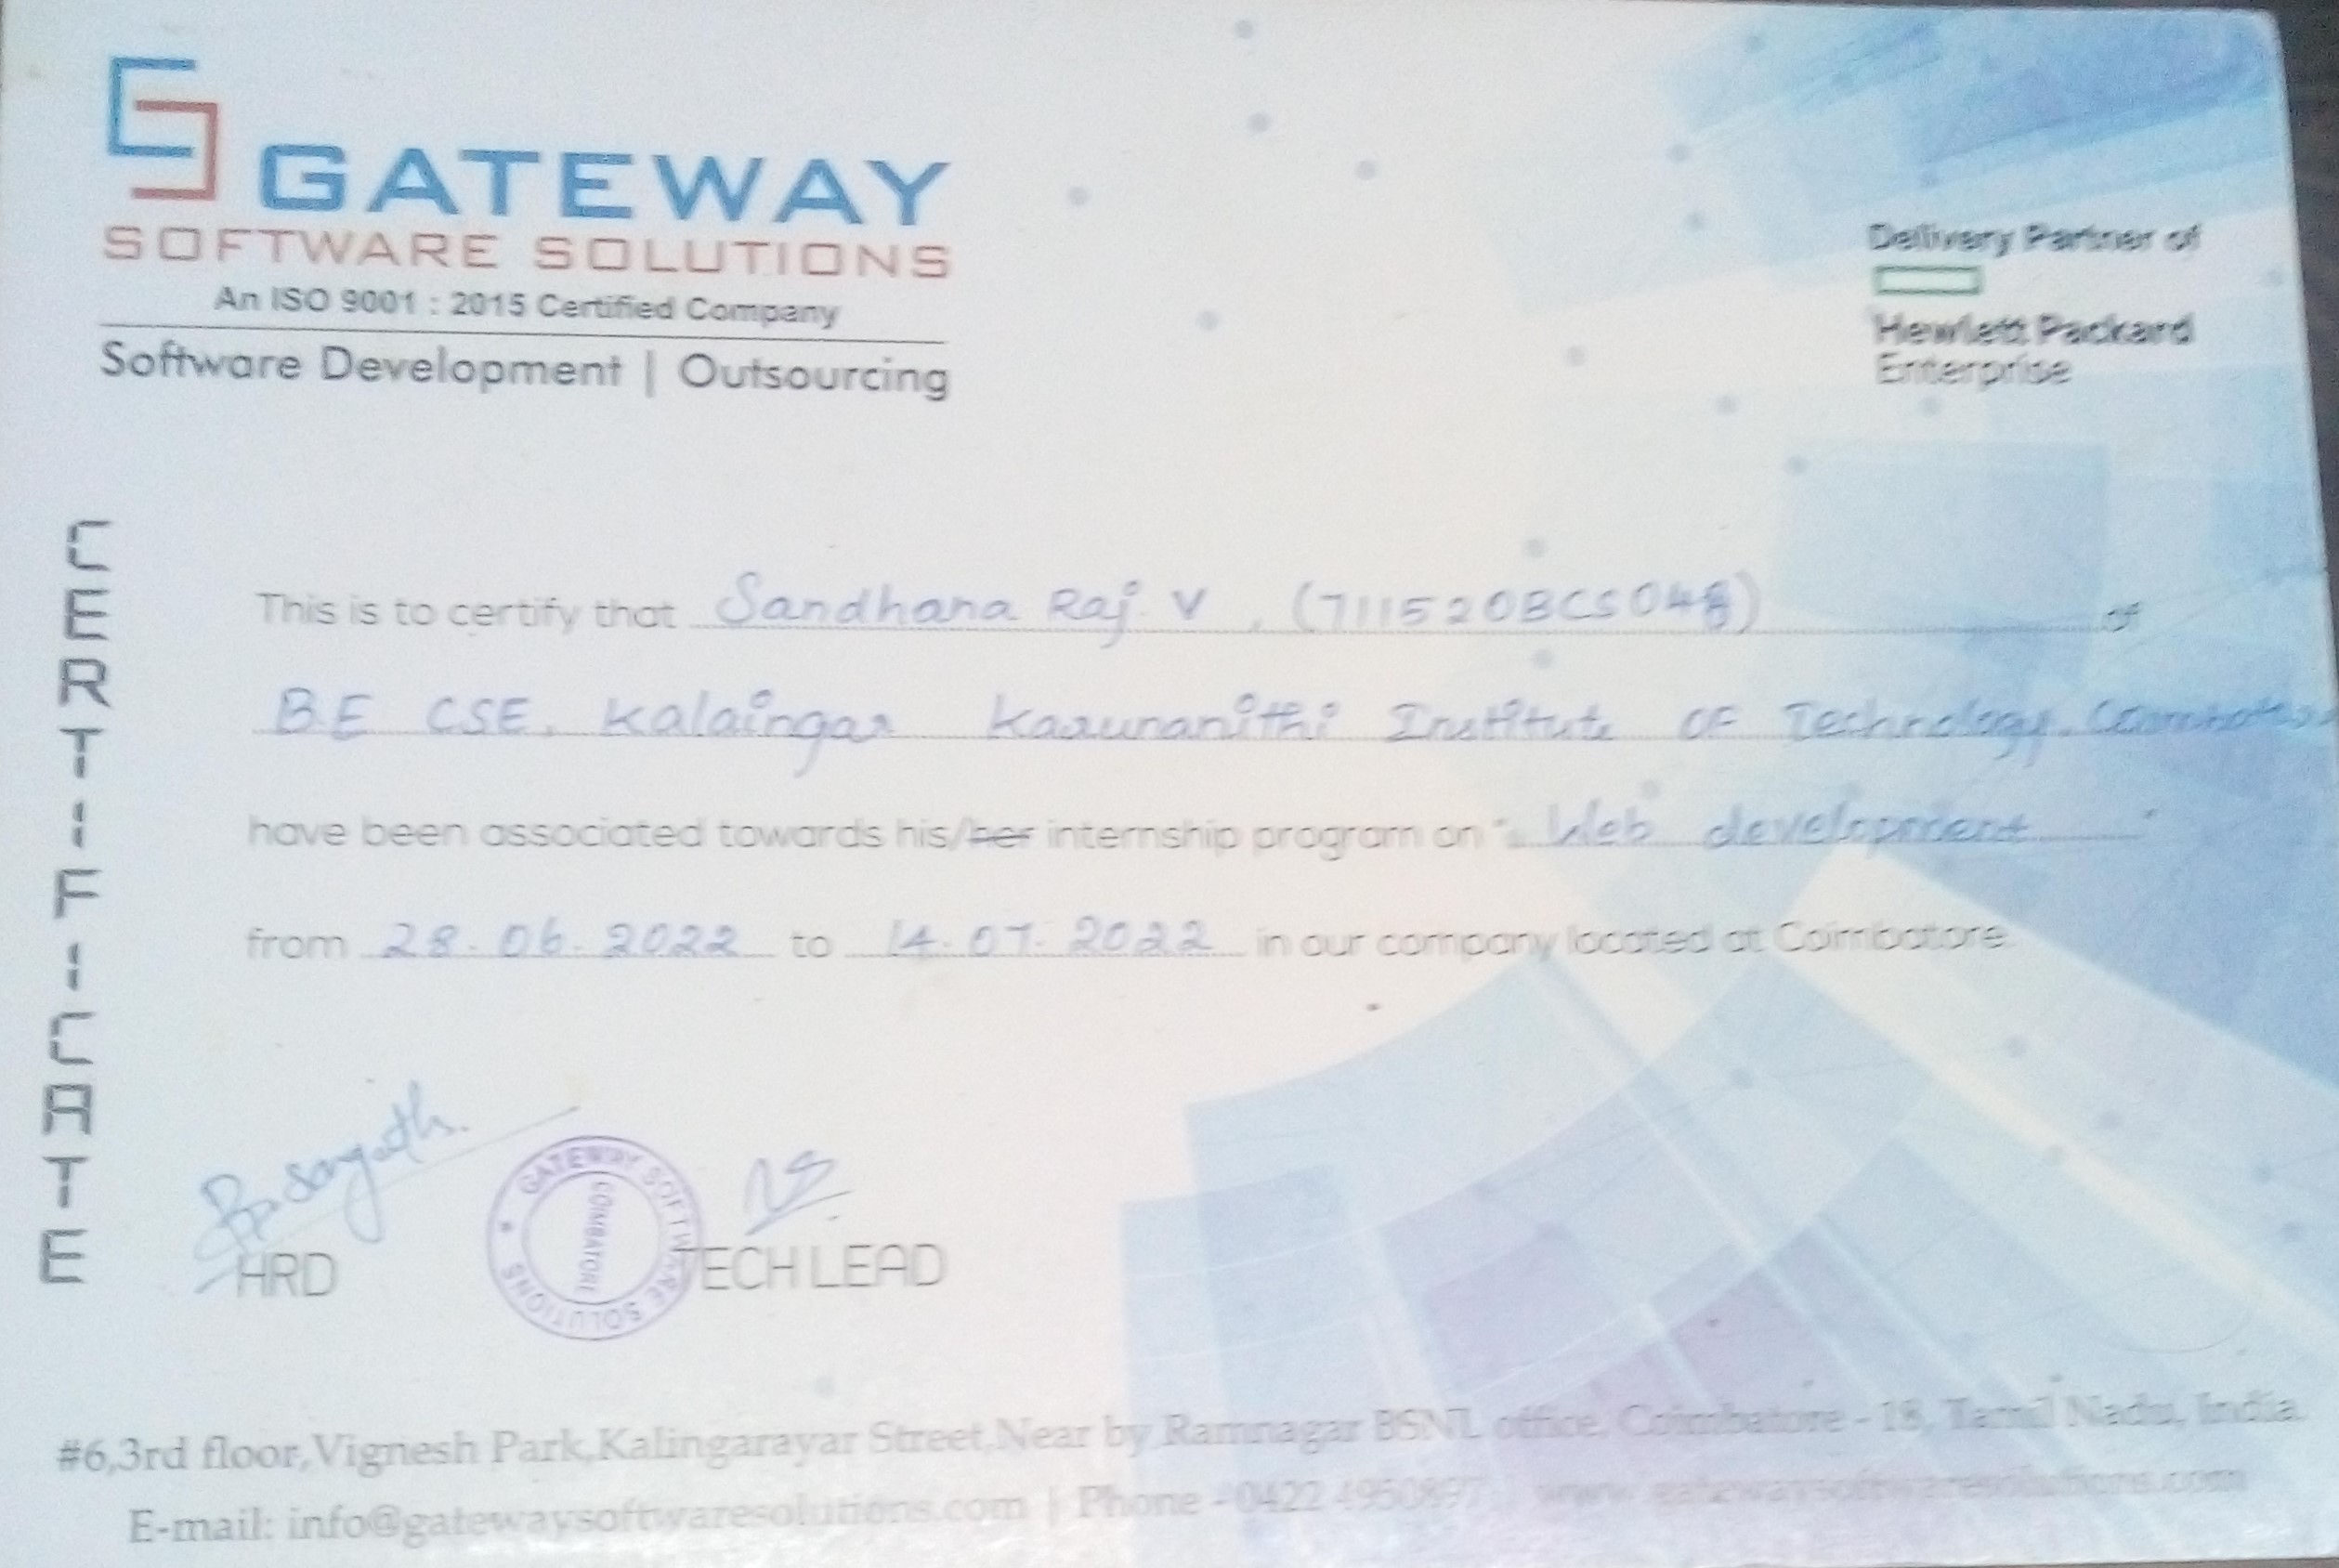 GATEWAY
SOFTWARE SOLUTIONS
An ISO 9001 : 2015 Certified Company
Software Development | Outsourcing
Delivery Partner of
Hewlett Packard
Enterprise
CERTIFICATE
This is to certify that Sandhana Raj V, (711520BCS048) of
B.E CSE, Kalaingar Karunanithi Institute OF Technology,
have been associated towards his/her internship program on " Web development "
from 28.06.2022 to 14.07.2022 in our company located at Coimbatore.
HRD
GATEWAY SOFTWARE SOLUTIONS
COIMBATORE
TECH LEAD
#6,3rd floor,Vignesh Park,Kalingarayar Street,Near by Ramnagar BSNL office, Coimbatore - 18, Tamil Nadu, India.
E-mail: info@gatewaysoftwaresolutions.com | Phone - 0422 4950897 | www.gatewaysoftwaresolutions.com